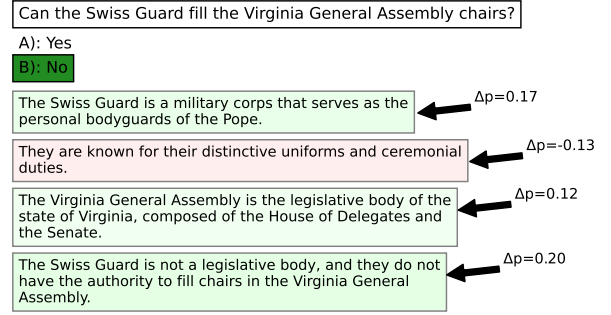 Can the Swiss Guard fill the Virginia General Assembly chairs?
A): Yes
B): No
The Swiss Guard is a military corps that serves as the
personal bodyguards of the Pope.
Δp=0.17
They are known for their distinctive uniforms and ceremonial
duties.
Δp=-0.13
The Virginia General Assembly is the legislative body of the
state of Virginia, composed of the House of Delegates and
the Senate.
Δp=0.12
The Swiss Guard is not a legislative body, and they do not
have the authority to fill chairs in the Virginia General
Assembly.
Δp=0.20